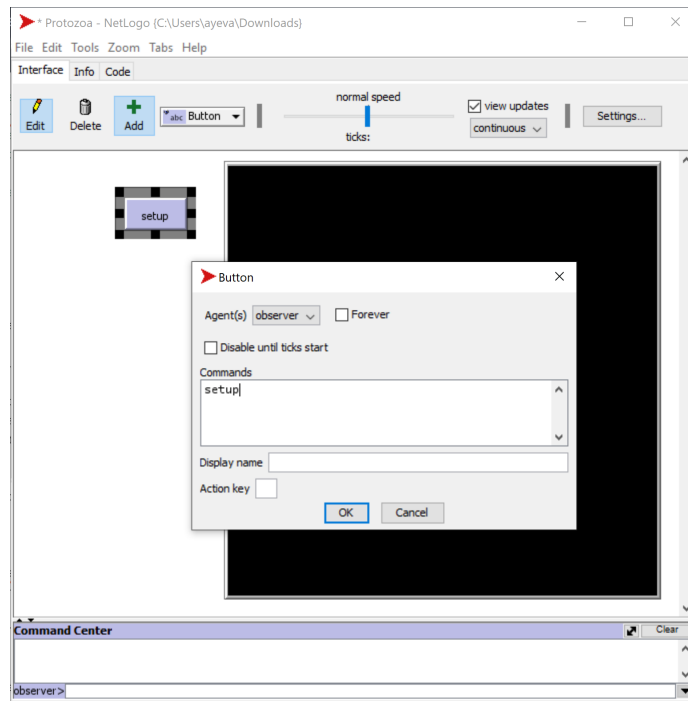 * Protozoa - NetLogo {C:\Users\ayeva\Downloads}
File Edit Tools Zoom Tabs Help
Interface Info Code
Edit Delete Add abc Button normal speed ticks: view updates continuous Settings...
setup
Button
Agent(s) observer Forever
Disable until ticks start
Commands
setup
Display name
Action key
OK Cancel
Command Center Clear
observer>